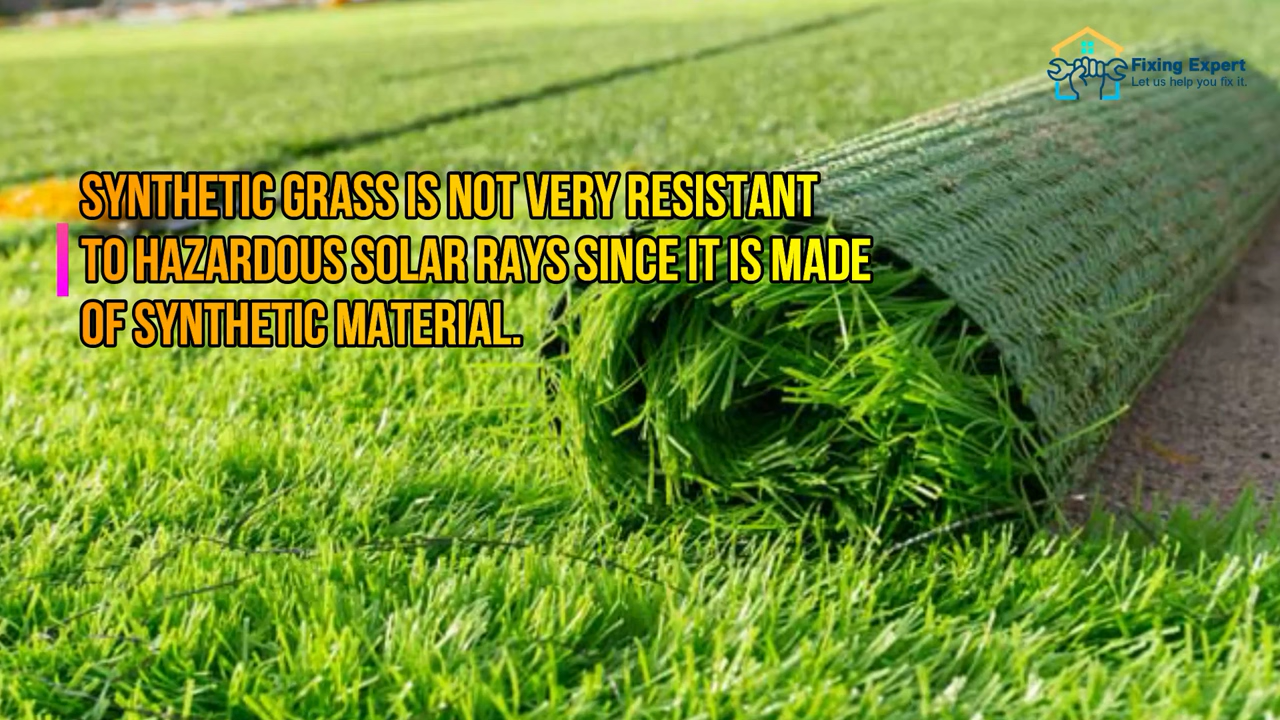 Fixing Expert
Let us help you fix it.
SYNTHETIC GRASS IS NOT VERY RESISTANT
TO HAZARDOUS SOLAR RAYS SINCE IT IS MADE
OF SYNTHETIC MATERIAL.